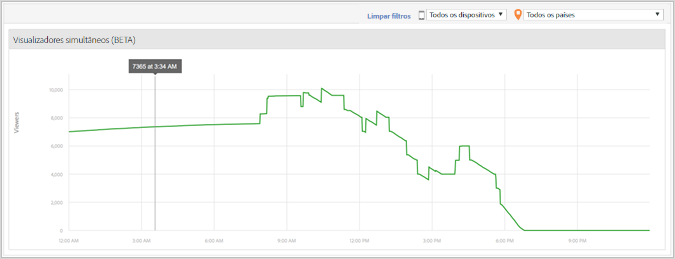 Limpar filtros
Todos os dispositivos
Todos os países
Visualizadores simultâneos (BETA)
7365 at 3:34 AM
Viewers
10,000
8,000
6,000
4,000
2,000
0
12:00 AM
3:00 AM
6:00 AM
9:00 AM
12:00 PM
3:00 PM
6:00 PM
9:00 PM